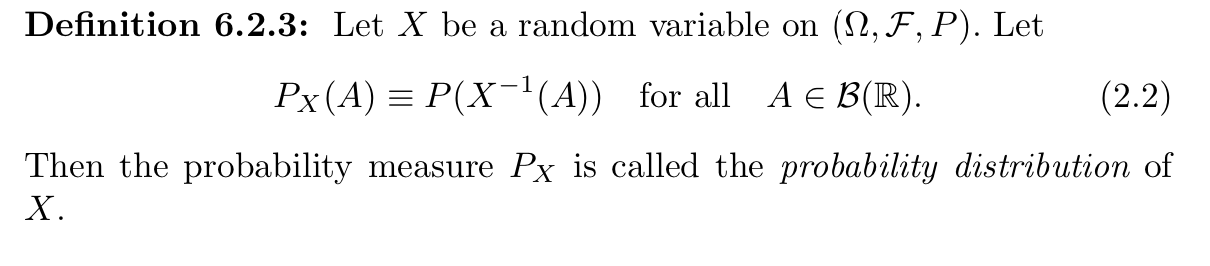 Definition 6.2.3: Let X be a random variable on (Ω, ℱ, P). Let
P_X(A) ≡ P(X⁻¹(A)) for all A ∈ ℬ(ℝ). (2.2)
Then the probability measure P_X is called the probability distribution of
X.